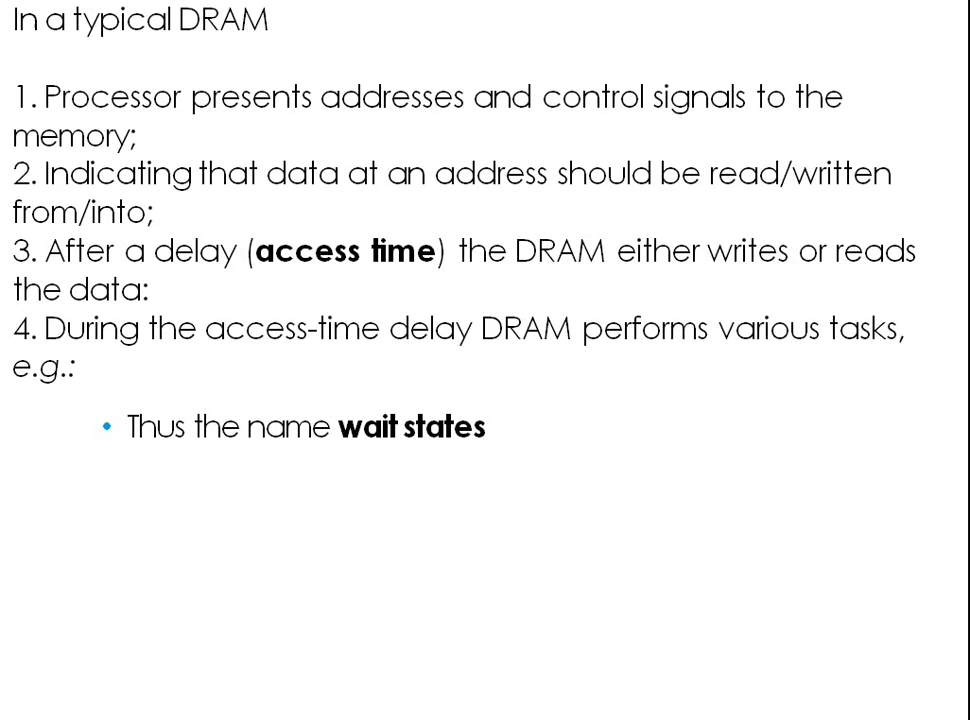 In a typical DRAM
1. Processor presents addresses and control signals to the
memory;
2. Indicating that data at an address should be read/written
from/into;
3. After a delay (access time) the DRAM either writes or reads
the data:
4. During the access-time delay DRAM performs various tasks,
e.g.:
• Thus the name wait states